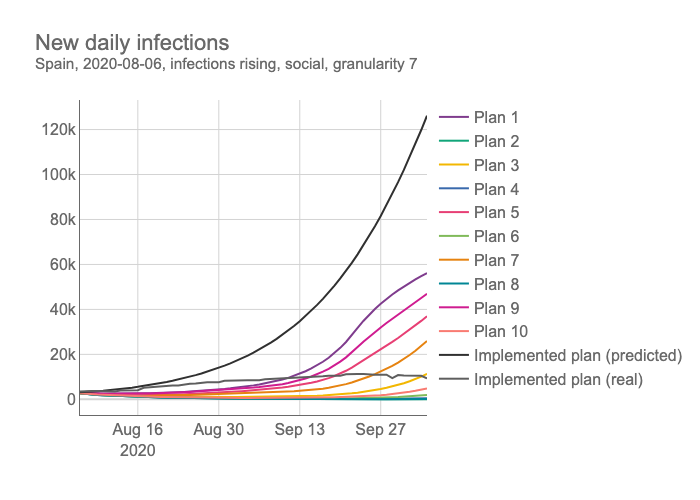 New daily infections
Spain, 2020-08-06, infections rising, social, granularity 7
120k
100k
80k
60k
40k
20k
0
Aug 16
2020
Aug 30
Sep 13
Sep 27
Plan 1
Plan 2
Plan 3
Plan 4
Plan 5
Plan 6
Plan 7
Plan 8
Plan 9
Plan 10
Implemented plan (predicted)
Implemented plan (real)